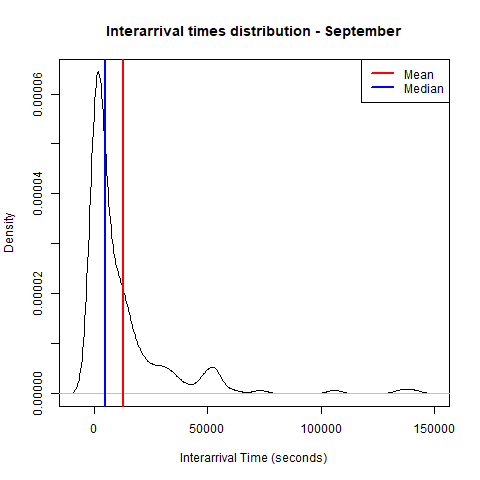 Interarrival times distribution - September
Mean
Median
Density
0.00000
0.00002
0.00004
0.00006
0
50000
100000
150000
Interarrival Time (seconds)